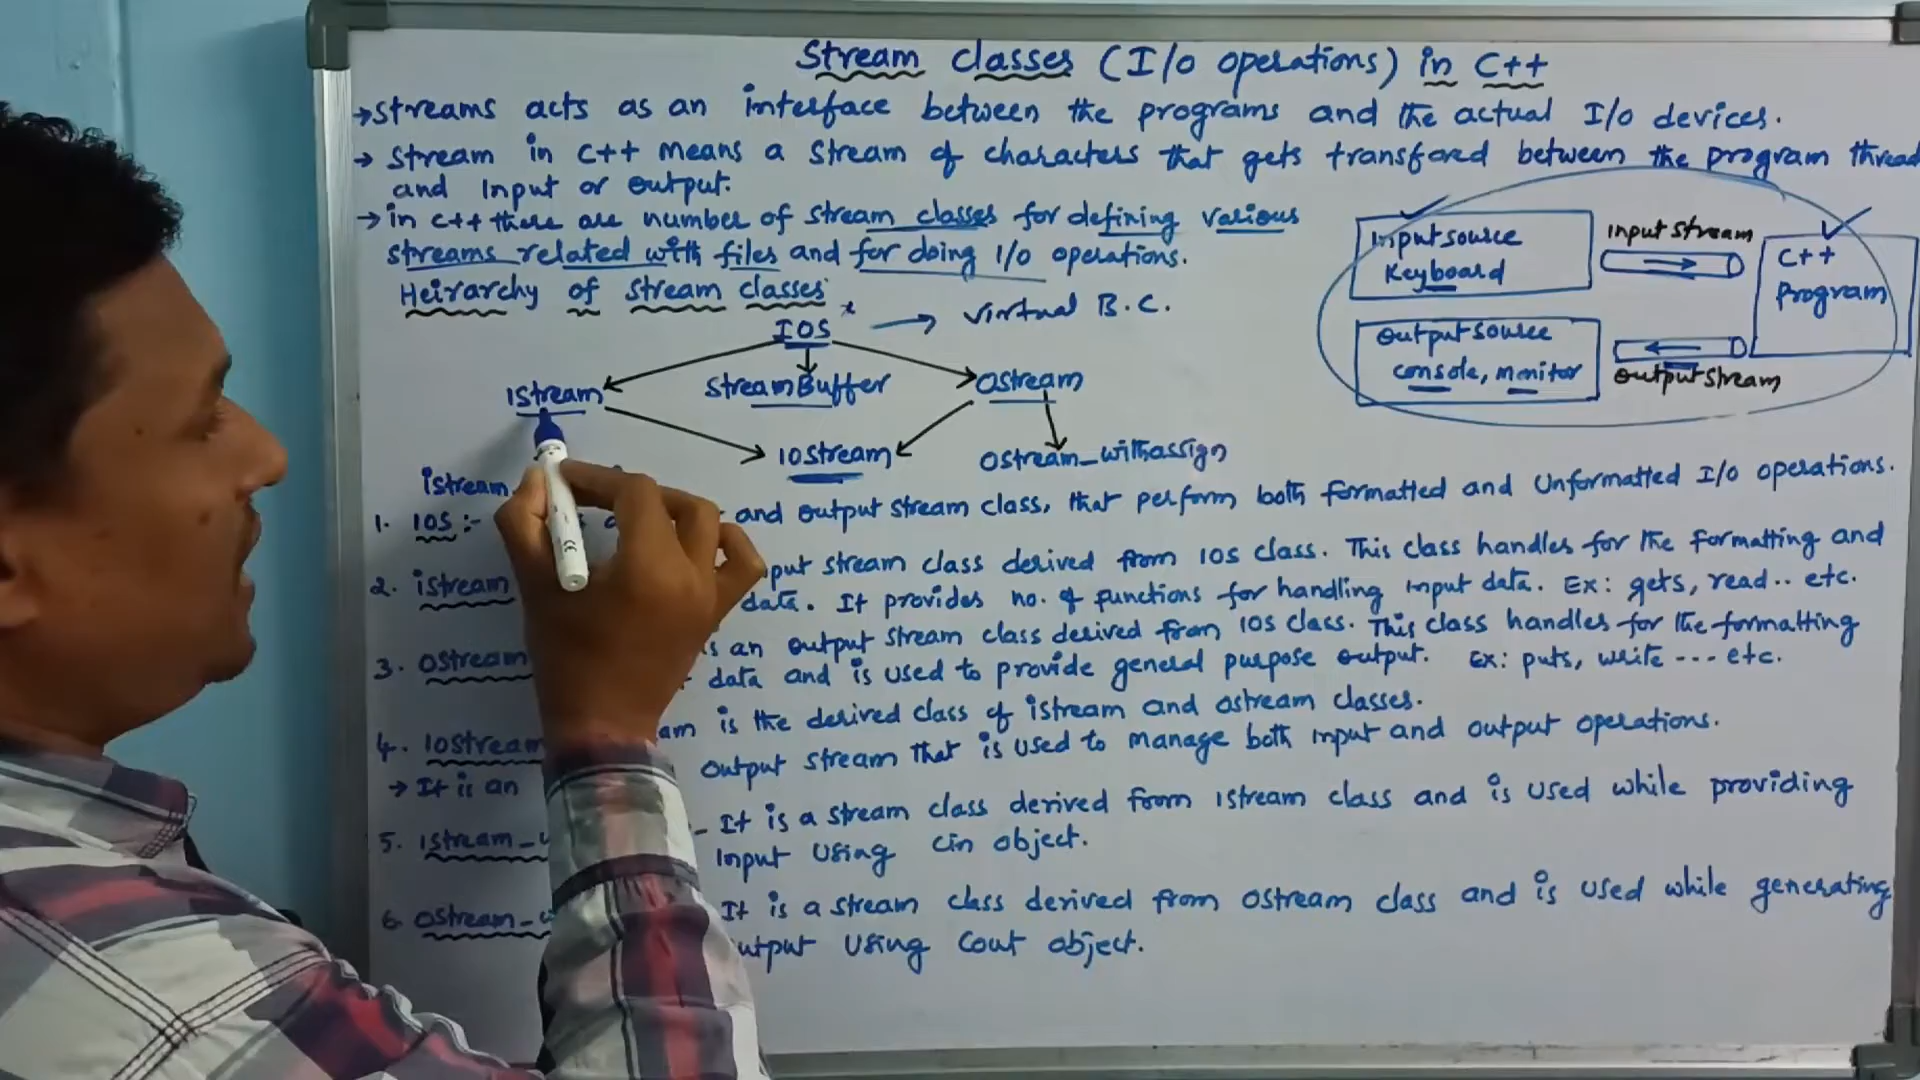 Stream classes (I/O operations) in C++
→ Streams acts as an interface between the programs and the actual I/O devices.
→ Stream in C++ means a stream of characters that gets transfored between the program thread
and Input or output.
→ in C++ there are number of stream classes for defining various
streams related with files and for doing I/O operations.
Heirarchy of stream classes
IOS → Virtual B.C.
Istream StreamBuffer Ostream
IOstream Ostream_withassign
istream
Input source
Keyboard
Input stream
C++
Program
Output source
console, monitor
Output stream
1. IOS :- and output stream class, that perform both formatted and Unformatted I/O operations.
2. istream input stream class derived from IOS class. This class handles for the formatting and
data. It provides no. of functions for handling input data. Ex: gets, read.. etc.
3. Ostream is an output stream class derived from IOS class. This class handles for the formatting
data and is used to provide general purpose output. Ex: puts, write --- etc.
4. IOstream is the derived class of istream and ostream classes.
→ It is an output stream that is used to manage both input and output operations.
5. Istream_ - It is a stream class derived from Istream class and is used while providing
Input Using Cin object.
6. Ostream_ It is a stream class derived from Ostream class and is used while generating
output Using Cout object.